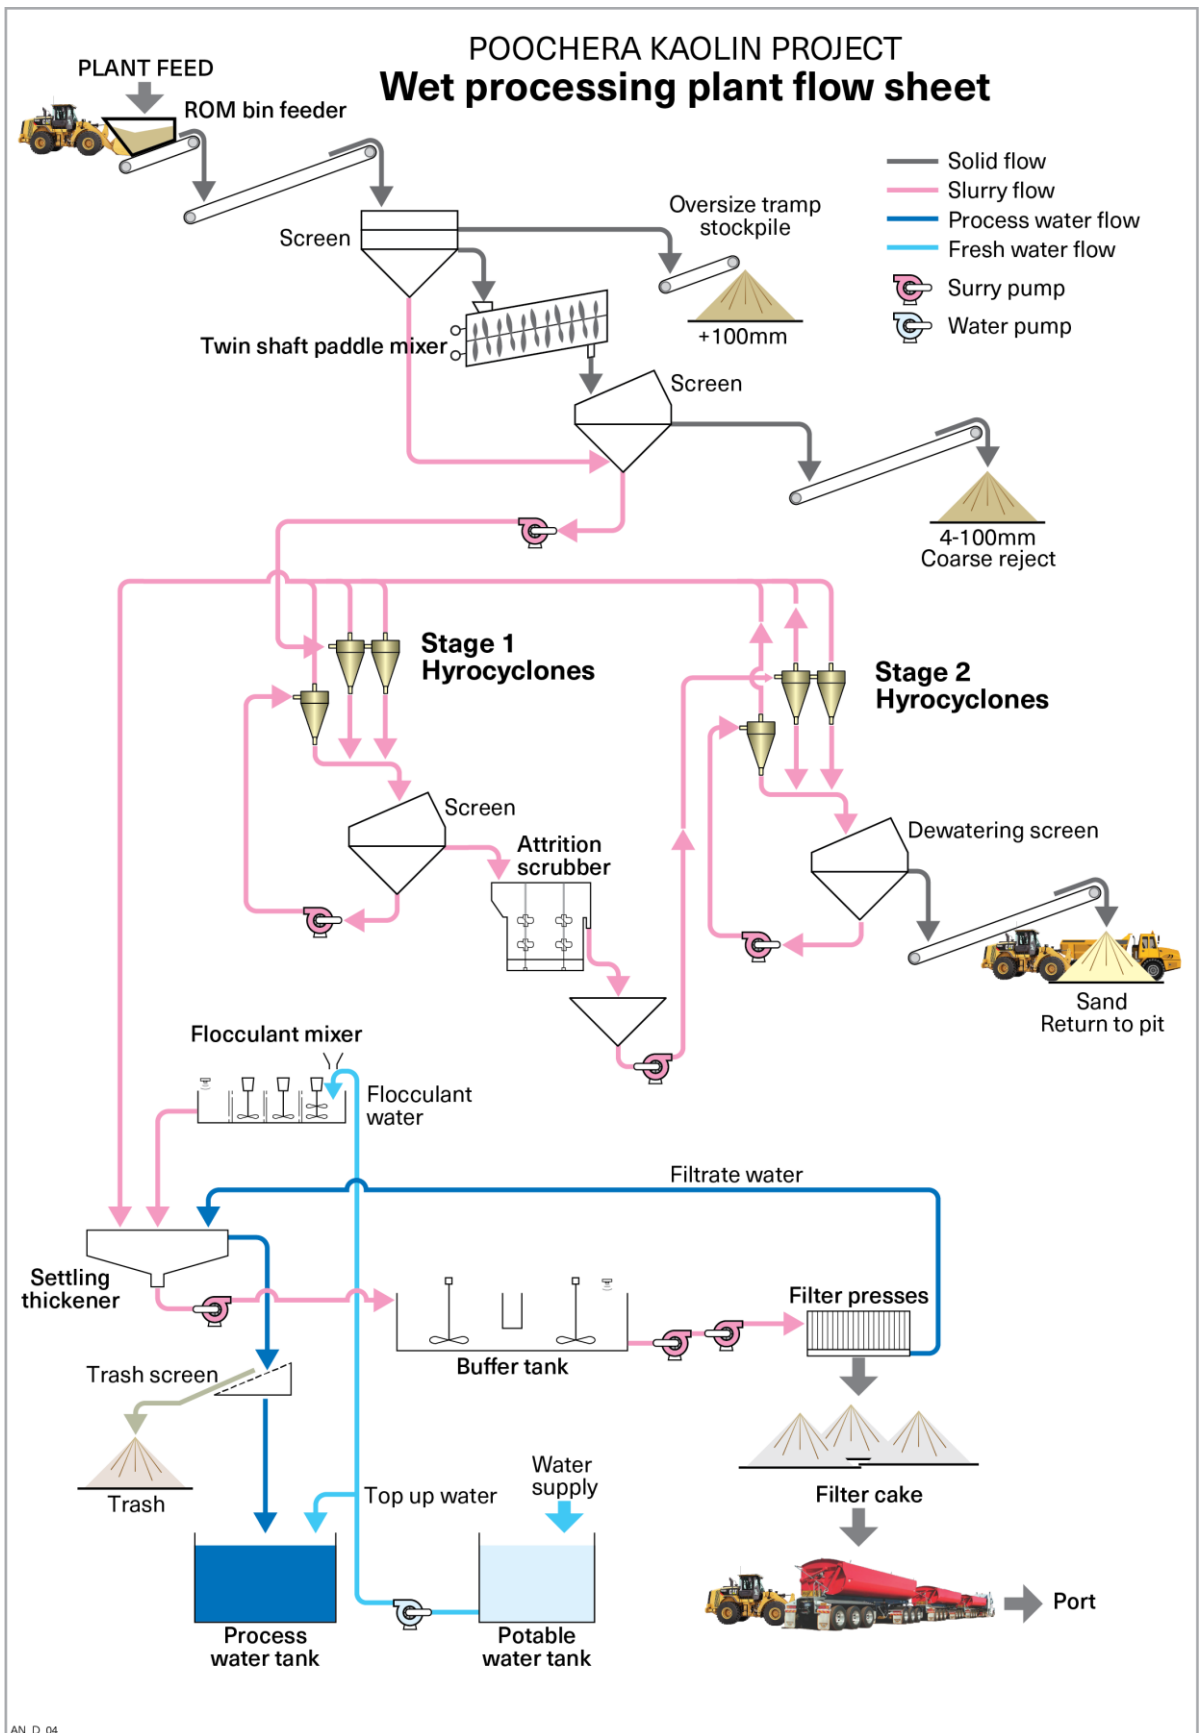 POOCHERA KAOLIN PROJECT
Wet processing plant flow sheet
PLANT FEED
ROM bin feeder
Solid flow
Slurry flow
Process water flow
Fresh water flow
Surry pump
Water pump
Oversize tramp
stockpile
+100mm
Screen
Twin shaft paddle mixer
Screen
4-100mm
Coarse reject
Stage 1
Hyrocyclones
Stage 2
Hyrocyclones
Screen
Attrition
scrubber
Dewatering screen
Sand
Return to pit
Flocculant mixer
Flocculant
water
Filtrate water
Settling
thickener
Buffer tank
Filter presses
Trash screen
Trash
Filter cake
Top up water
Water
supply
Process
water tank
Potable
water tank
Port
AN_D_04